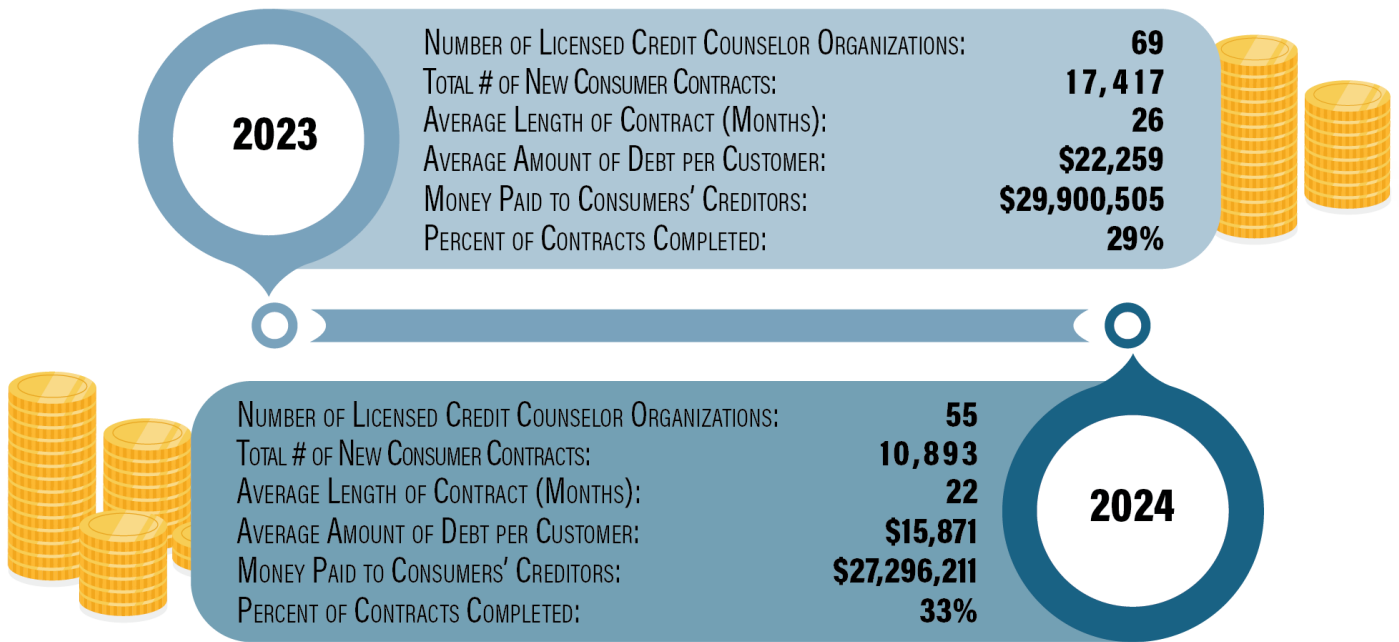 2023
Number of Licensed Credit Counselor Organizations: 69
Total # of New Consumer Contracts: 17,417
Average Length of Contract (Months): 26
Average Amount of Debt per Customer: $22,259
Money Paid to Consumers' Creditors: $29,900,505
Percent of Contracts Completed: 29%
Number of Licensed Credit Counselor Organizations: 55
Total # of New Consumer Contracts: 10,893
Average Length of Contract (Months): 22
Average Amount of Debt per Customer: $15,871
Money Paid to Consumers' Creditors: $27,296,211
Percent of Contracts Completed: 33%
2024